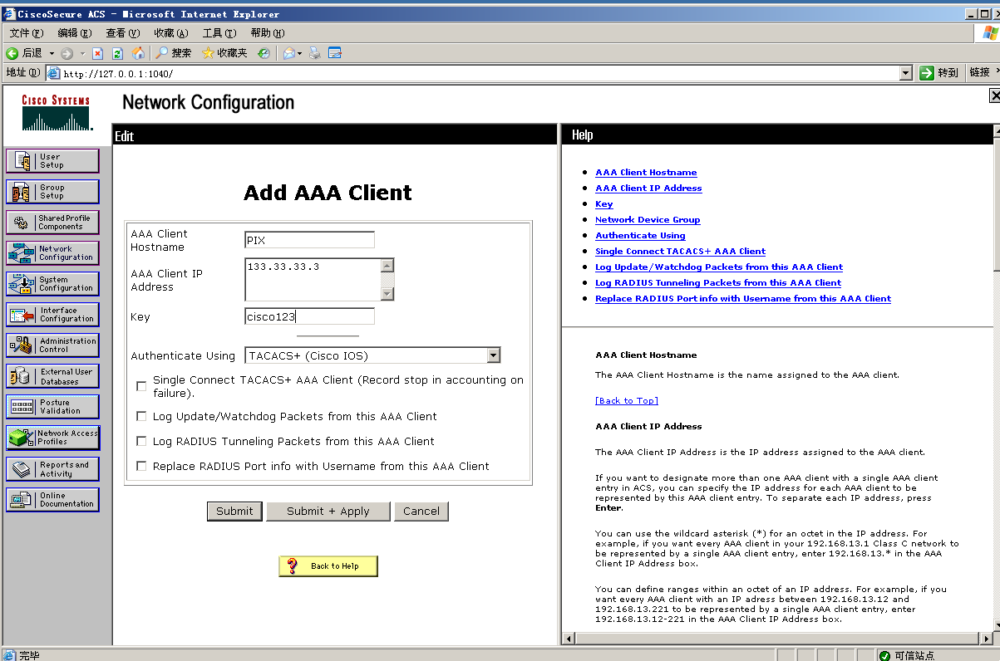 CiscoSecure ACS - Microsoft Internet Explorer
文件(F) 编辑(E) 查看(V) 收藏(A) 工具(T) 帮助(H)
后退 搜索 收藏夹
地址(D) http://127.0.0.1:1040/ 转到 链接 »
CISCO SYSTEMS
Network Configuration
User Setup
Group Setup
Shared Profile Components
Network Configuration
System Configuration
Interface Configuration
Administration Control
External User Databases
Posture Validation
Network Access Profiles
Reports and Activity
Online Documentation
Edit
Add AAA Client
AAA Client Hostname PIX
AAA Client IP Address 133.33.33.3
Key cisco123
Authenticate Using TACACS+ (Cisco IOS)
Single Connect TACACS+ AAA Client (Record stop in accounting on
failure).
Log Update/Watchdog Packets from this AAA Client
Log RADIUS Tunneling Packets from this AAA Client
Replace RADIUS Port info with Username from this AAA Client
Submit Submit + Apply Cancel
? Back to Help
Help
AAA Client Hostname
AAA Client IP Address
Key
Network Device Group
Authenticate Using
Single Connect TACACS+ AAA Client
Log Update/Watchdog Packets from this AAA Client
Log RADIUS Tunneling Packets from this AAA Client
Replace RADIUS Port info with Username from this AAA Client
AAA Client Hostname
The AAA Client Hostname is the name assigned to the AAA client.
[Back to Top]
AAA Client IP Address
The AAA Client IP Address is the IP address assigned to the AAA client.
If you want to designate more than one AAA client with a single AAA client
entry in ACS, you can specify the IP address for each AAA client to be
represented by this AAA client entry. To separate each IP address, press
Enter.
You can use the wildcard asterisk (*) for an octet in the IP address. For
example, if you want every AAA client in your 192.168.13.1 Class C network to
be represented by a single AAA client entry, enter 192.168.13.* in the AAA
Client IP Address box.
You can define ranges within an octet of an IP address. For example, if you
want every AAA client with an IP adress between 192.168.13.12 and
192.168.13.221 to be represented by a single AAA client entry, enter
192.168.13.12-221 in the AAA Client IP Address box.
完毕 可信站点